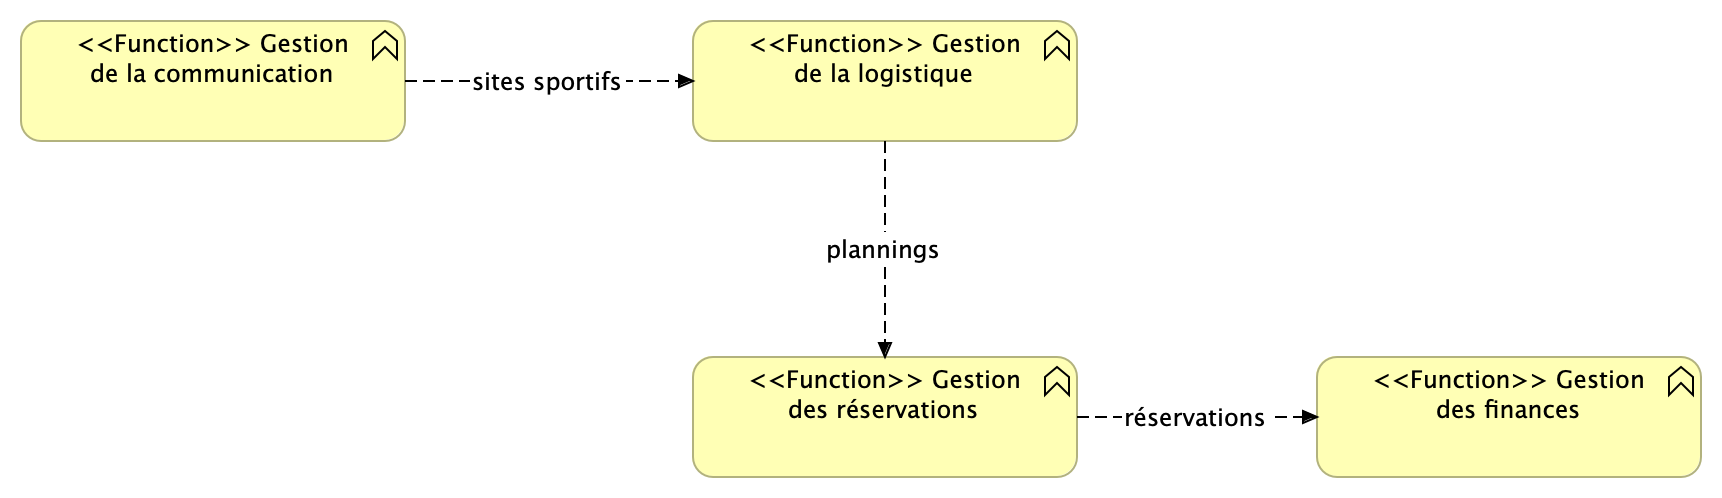 <<Function>> Gestion
de la communication
sites sportifs
<<Function>> Gestion
de la logistique
plannings
<<Function>> Gestion
des réservations
réservations
<<Function>> Gestion
des finances